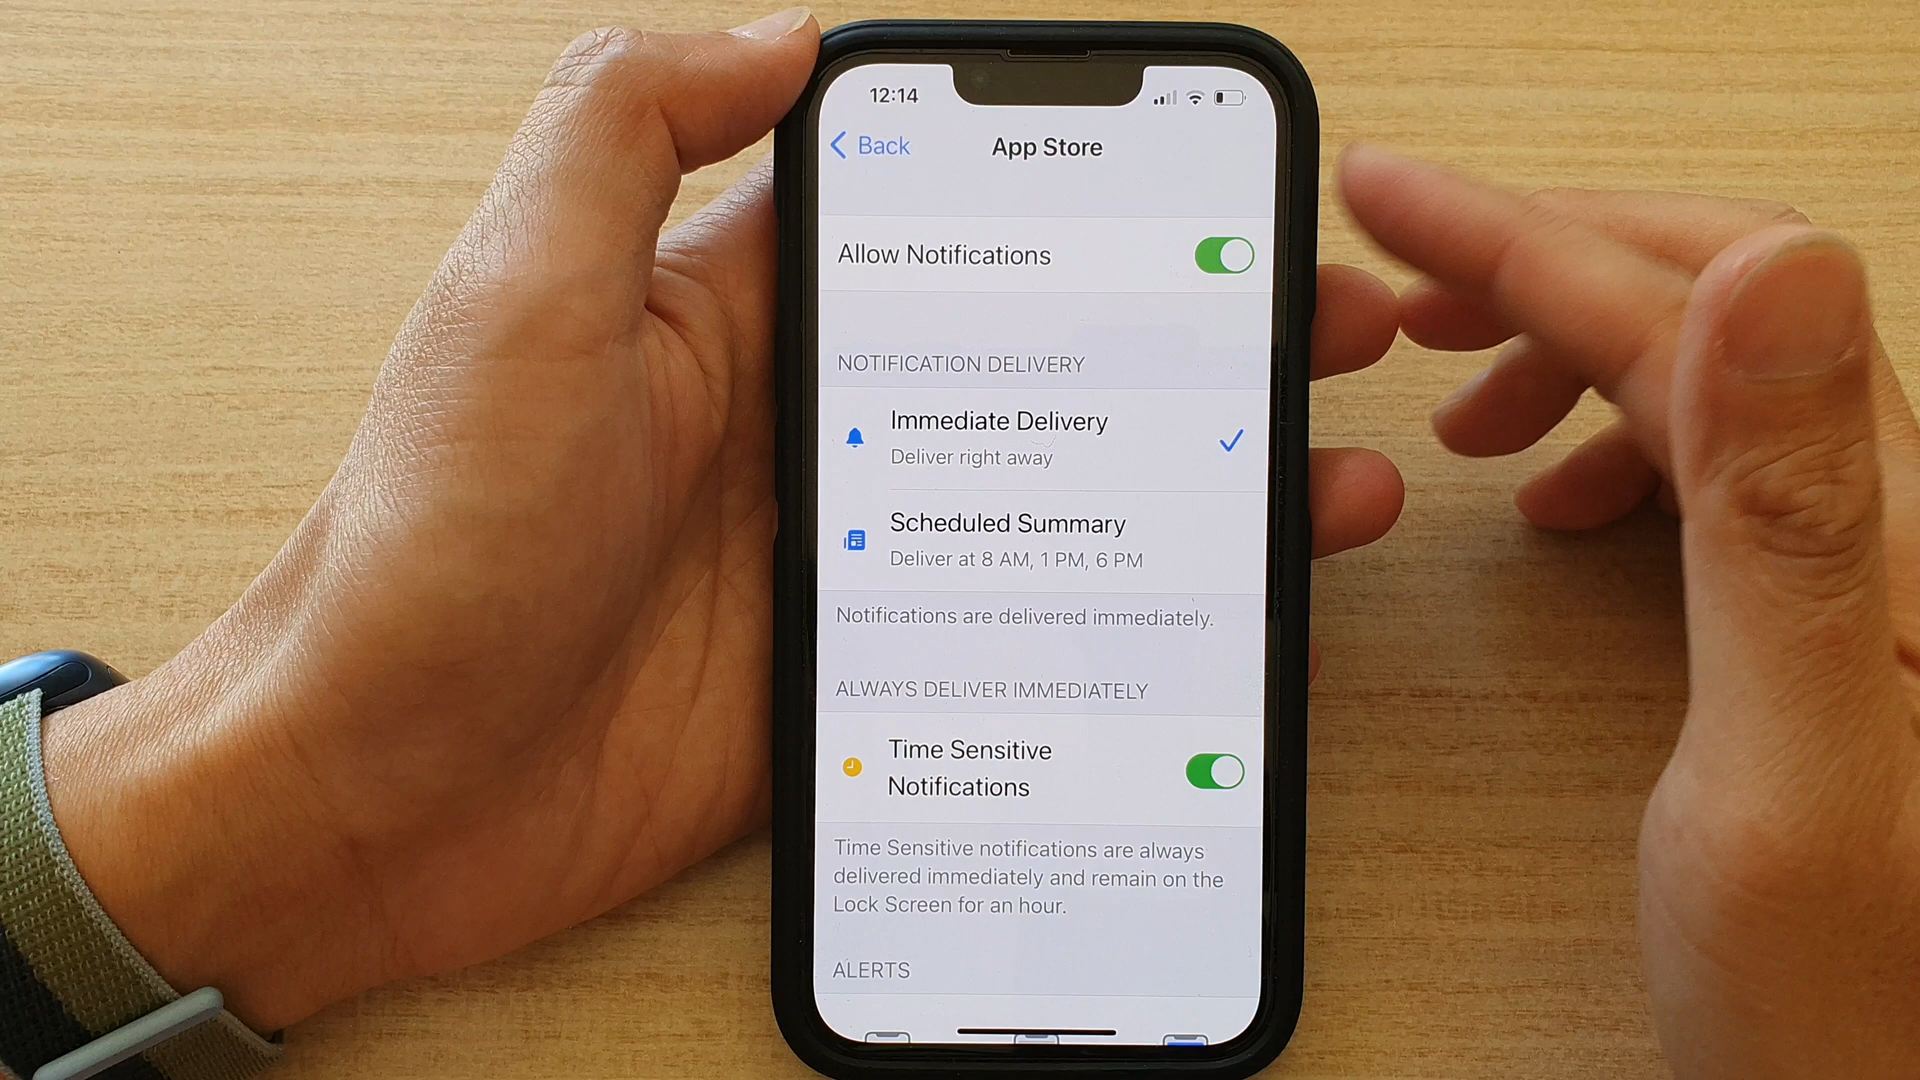 12:14
Back
App Store
Allow Notifications
NOTIFICATION DELIVERY
Immediate Delivery
Deliver right away
Scheduled Summary
Deliver at 8 AM, 1 PM, 6 PM
Notifications are delivered immediately.
ALWAYS DELIVER IMMEDIATELY
Time Sensitive
Notifications
Time Sensitive notifications are always
delivered immediately and remain on the
Lock Screen for an hour.
ALERTS